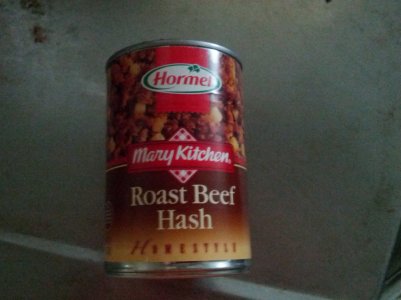 Hormel
Mary Kitchen®
Roast Beef
Hash
HOMESTYLE